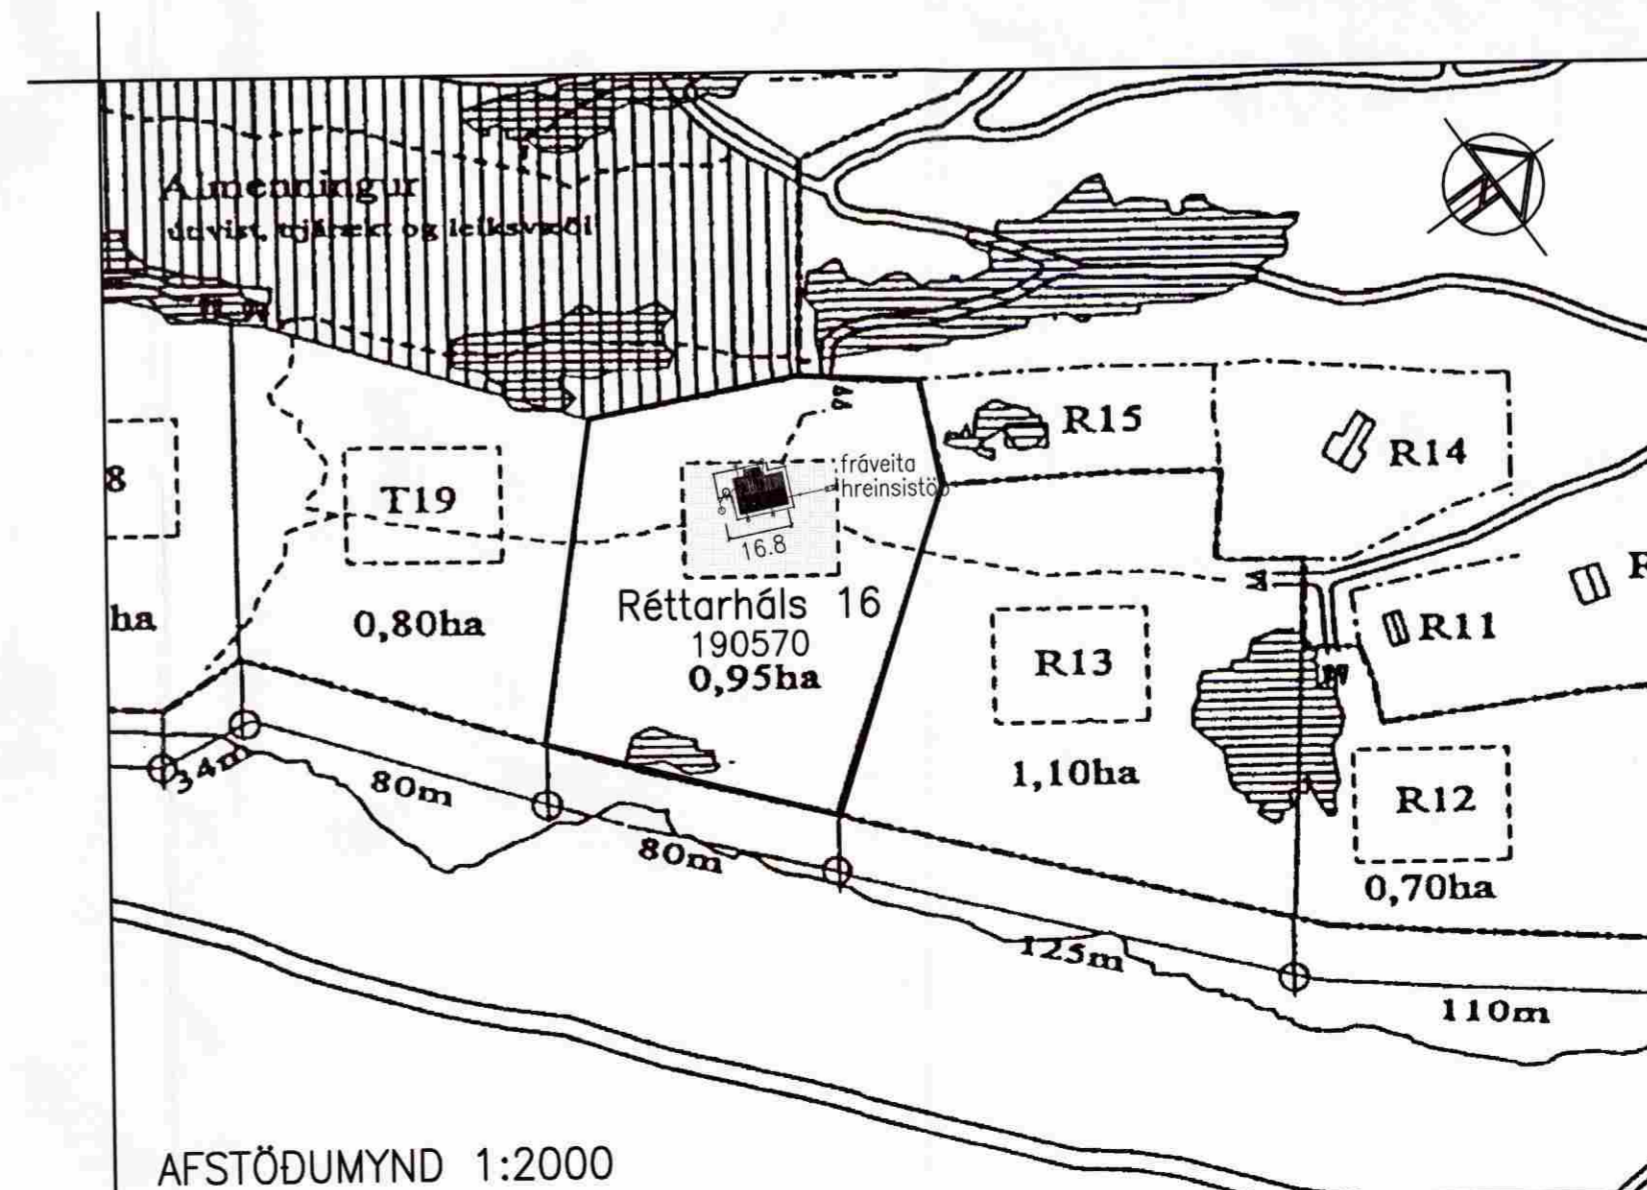 Almenningur
útivist, trjárækt og leiksvæði
R15
R14
8
T19
fráveita
hreinsistöð
16.8
ha
0,80ha
Réttarháls 16
190570
0,95ha
R13
R11
R
1,10ha
R12
0,70ha
34m
80m
80m
125m
110m
AFSTÖÐUMYND 1:2000